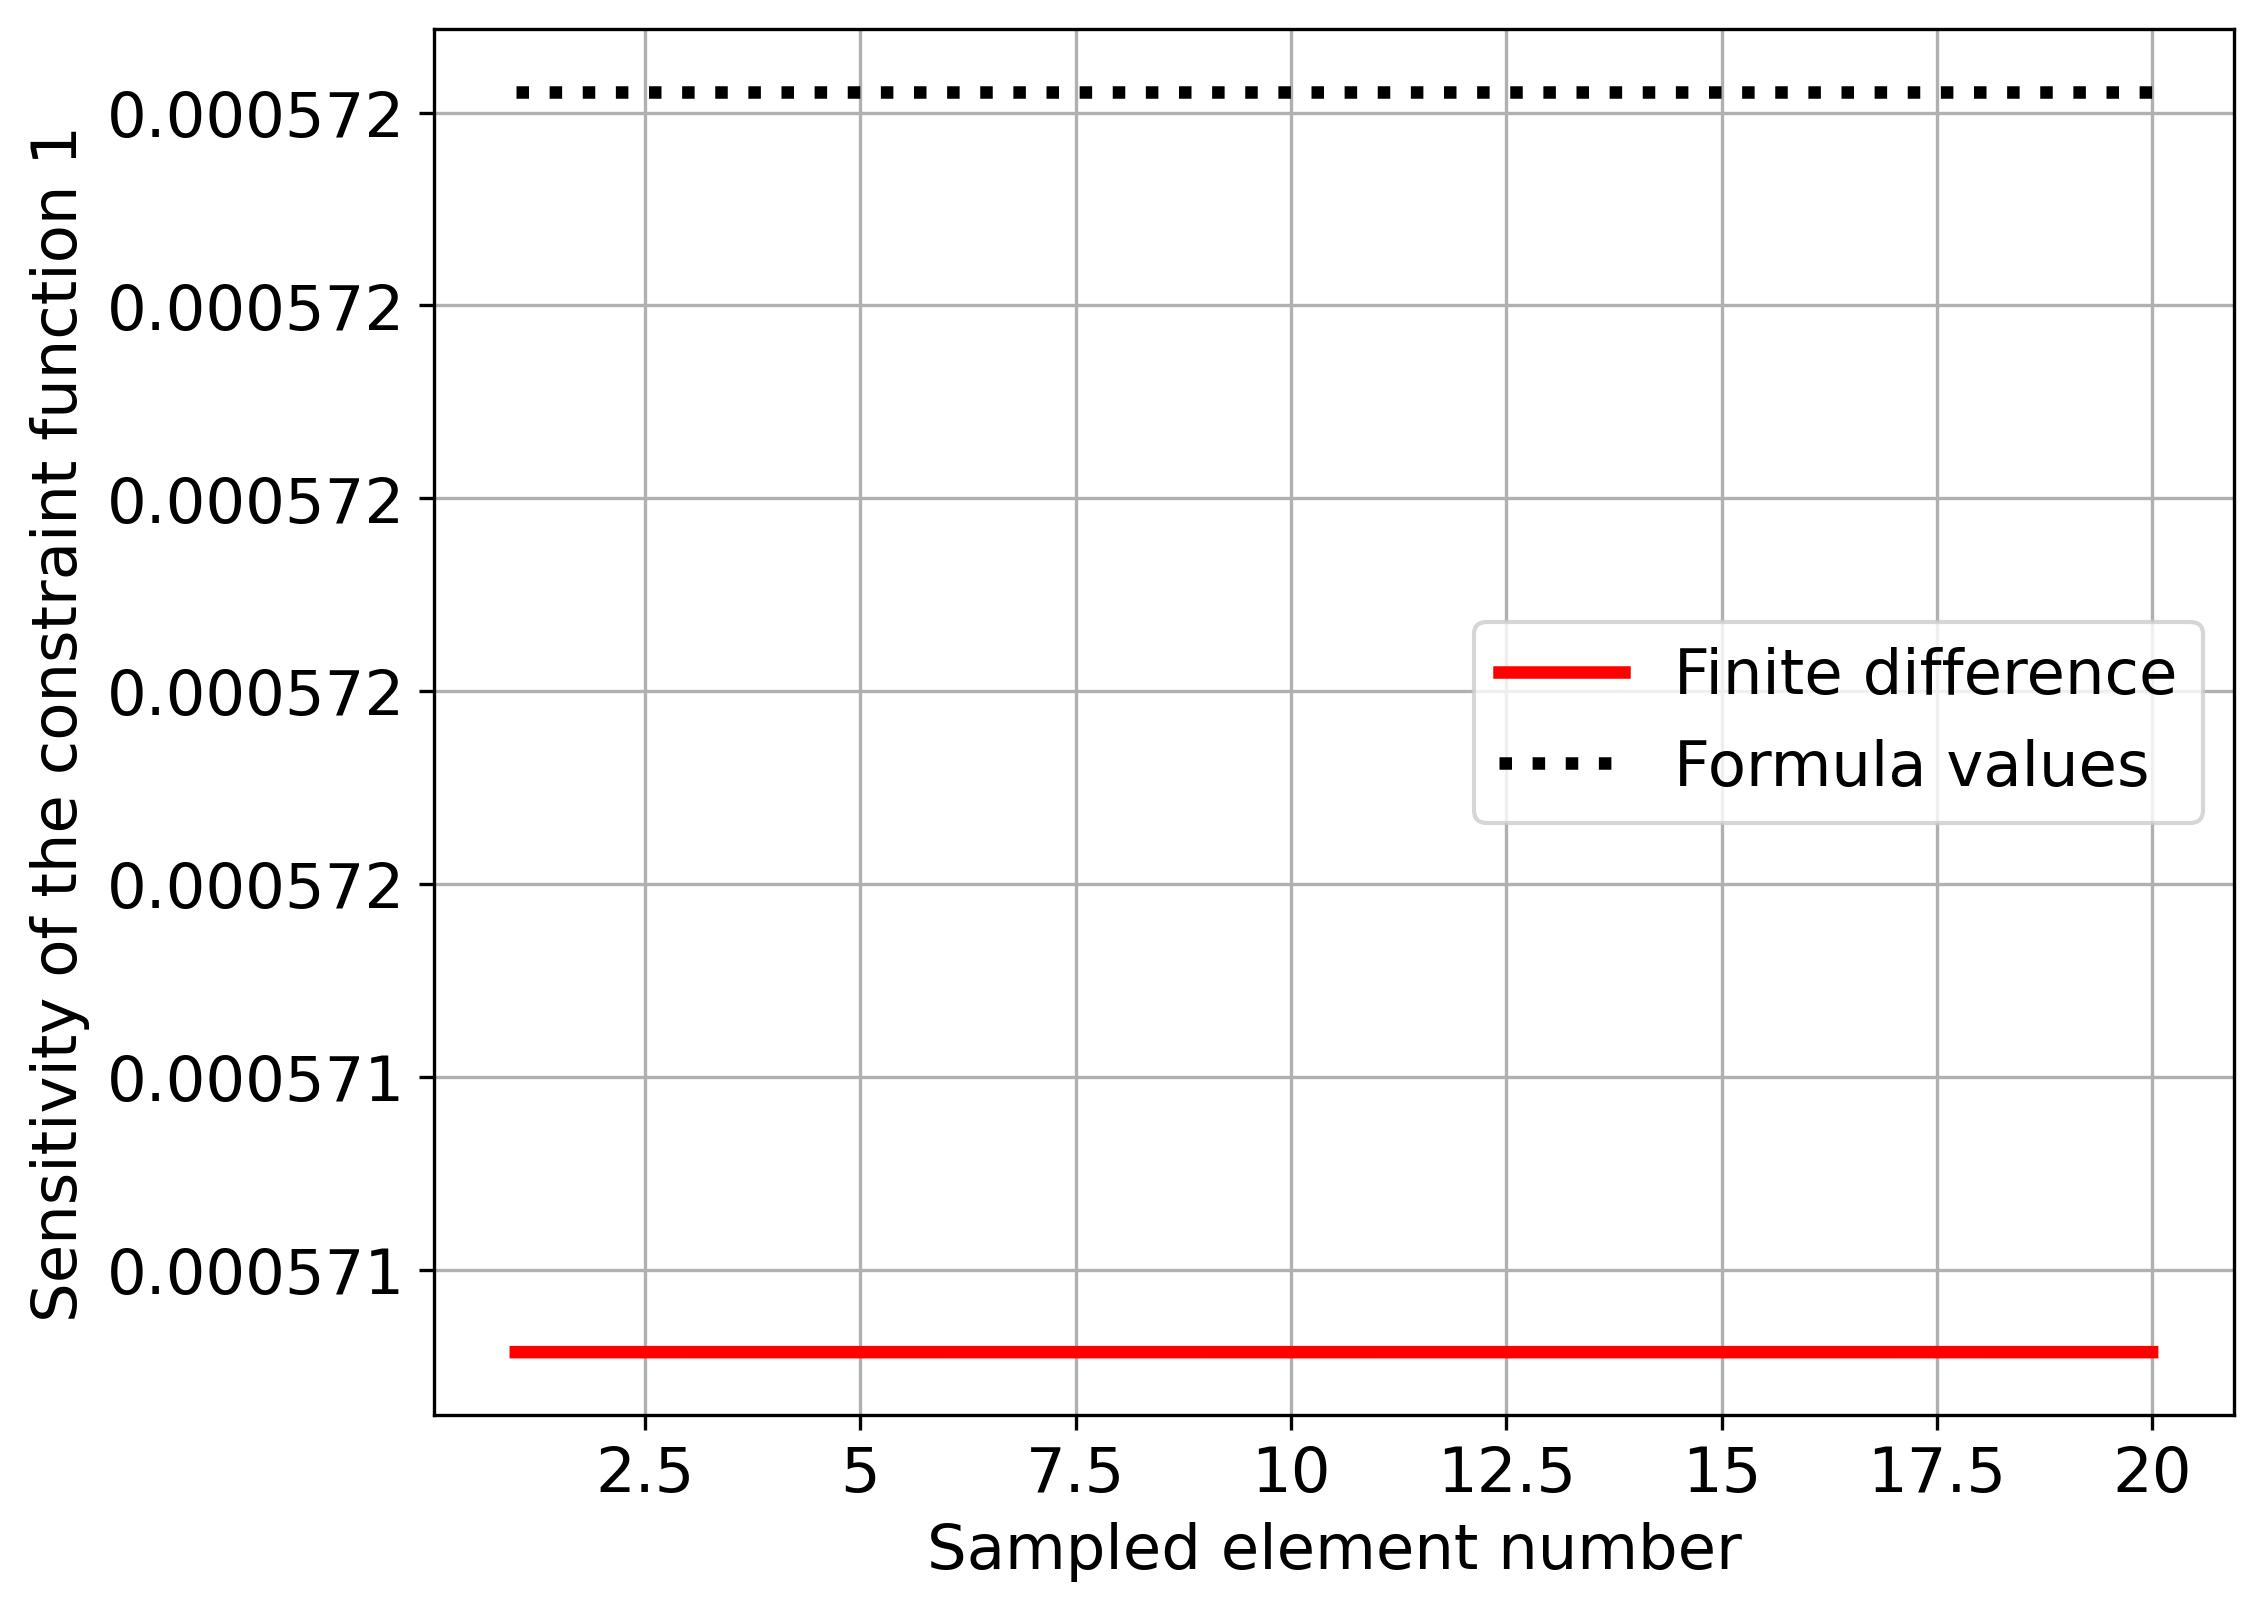 Sensitivity of the constraint function 1
0.000572
0.000572
0.000572
0.000572
0.000572
0.000571
0.000571
Finite difference
Formula values
2.5 5 7.5 10 12.5 15 17.5 20
Sampled element number